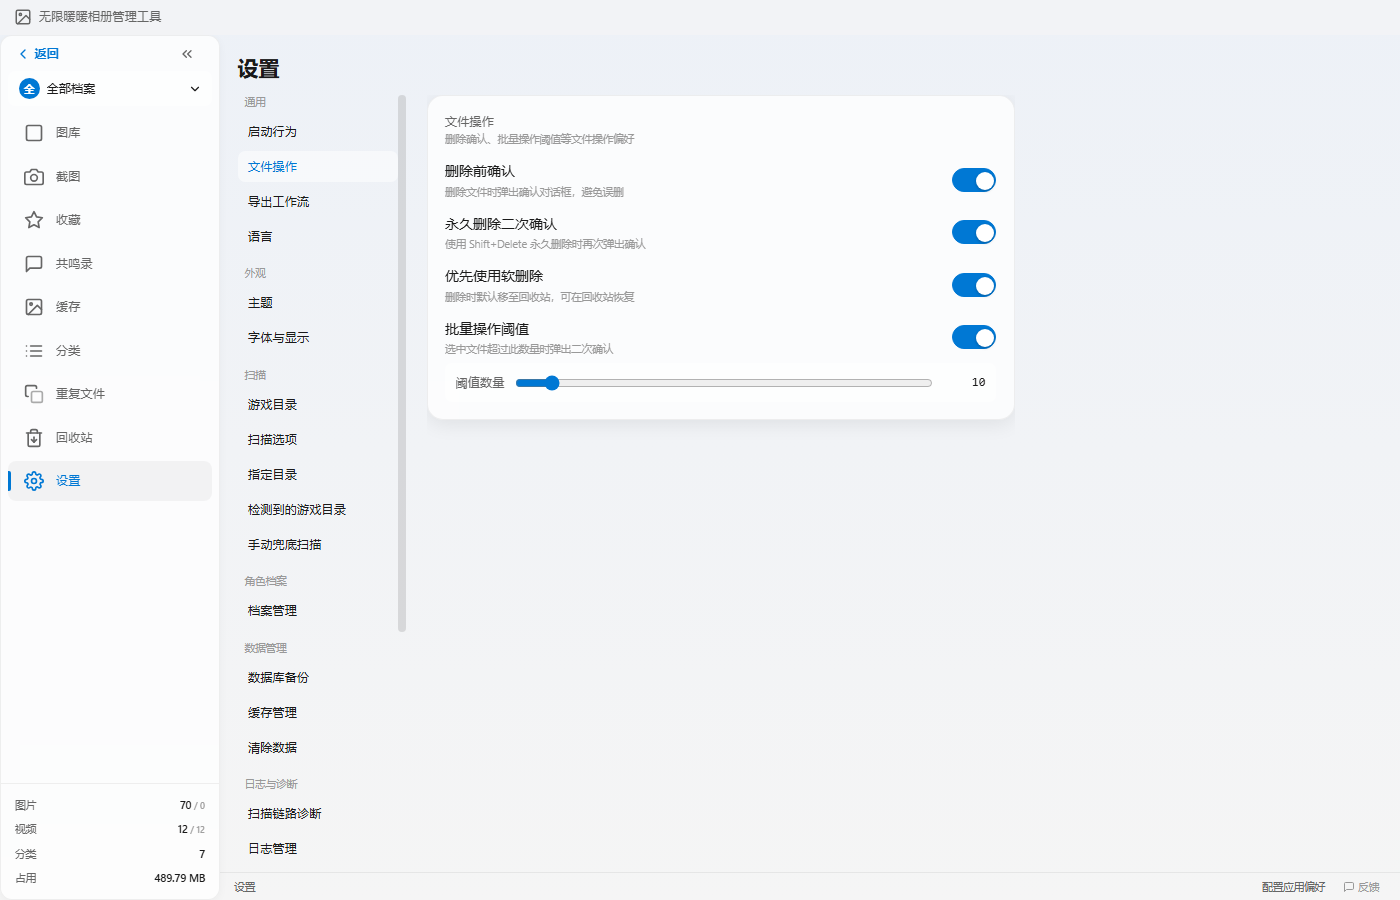 无限暖暖相册管理工具
返回
全 全部档案
图库
截图
收藏
共鸣录
缓存
分类
重复文件
回收站
设置
图片 70 / 0
视频 12 / 12
分类 7
占用 489.79 MB
设置
通用
启动行为
文件操作
导出工作流
语言
外观
主题
字体与显示
扫描
游戏目录
扫描选项
指定目录
检测到的游戏目录
手动兜底扫描
角色档案
档案管理
数据管理
数据库备份
缓存管理
清除数据
日志与诊断
扫描链路诊断
日志管理
文件操作
删除确认、批量操作阈值等文件操作偏好
删除前确认
删除文件时弹出确认对话框，避免误删
永久删除二次确认
使用 Shift+Delete 永久删除时再次弹出确认
优先使用软删除
删除时默认移至回收站，可在回收站恢复
批量操作阈值
选中文件超过此数量时弹出二次确认
阈值数量 10
设置
配置应用偏好 反馈